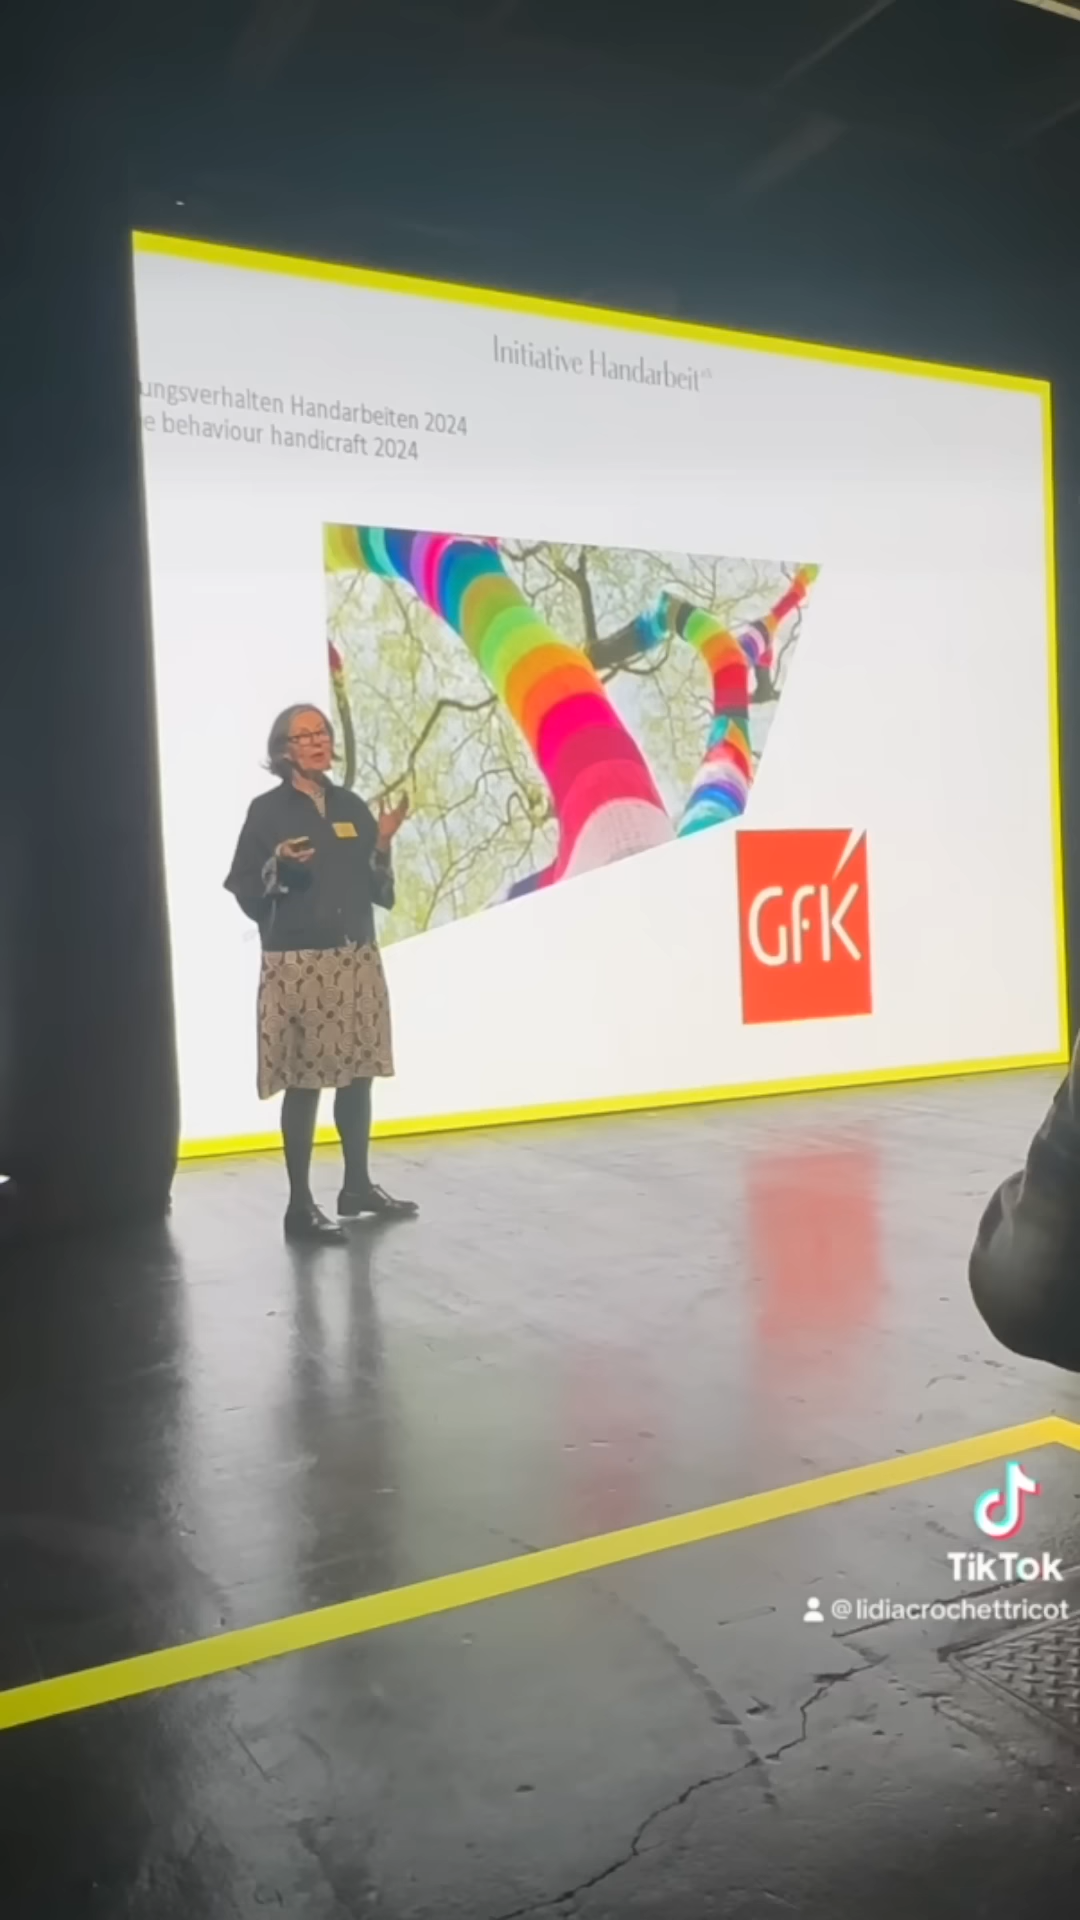 Initiative Handarbeit
ungsverhalten Handarbeiten 2024
e behaviour handicraft 2024
GfK
TikTok
@lidiacrochettricot